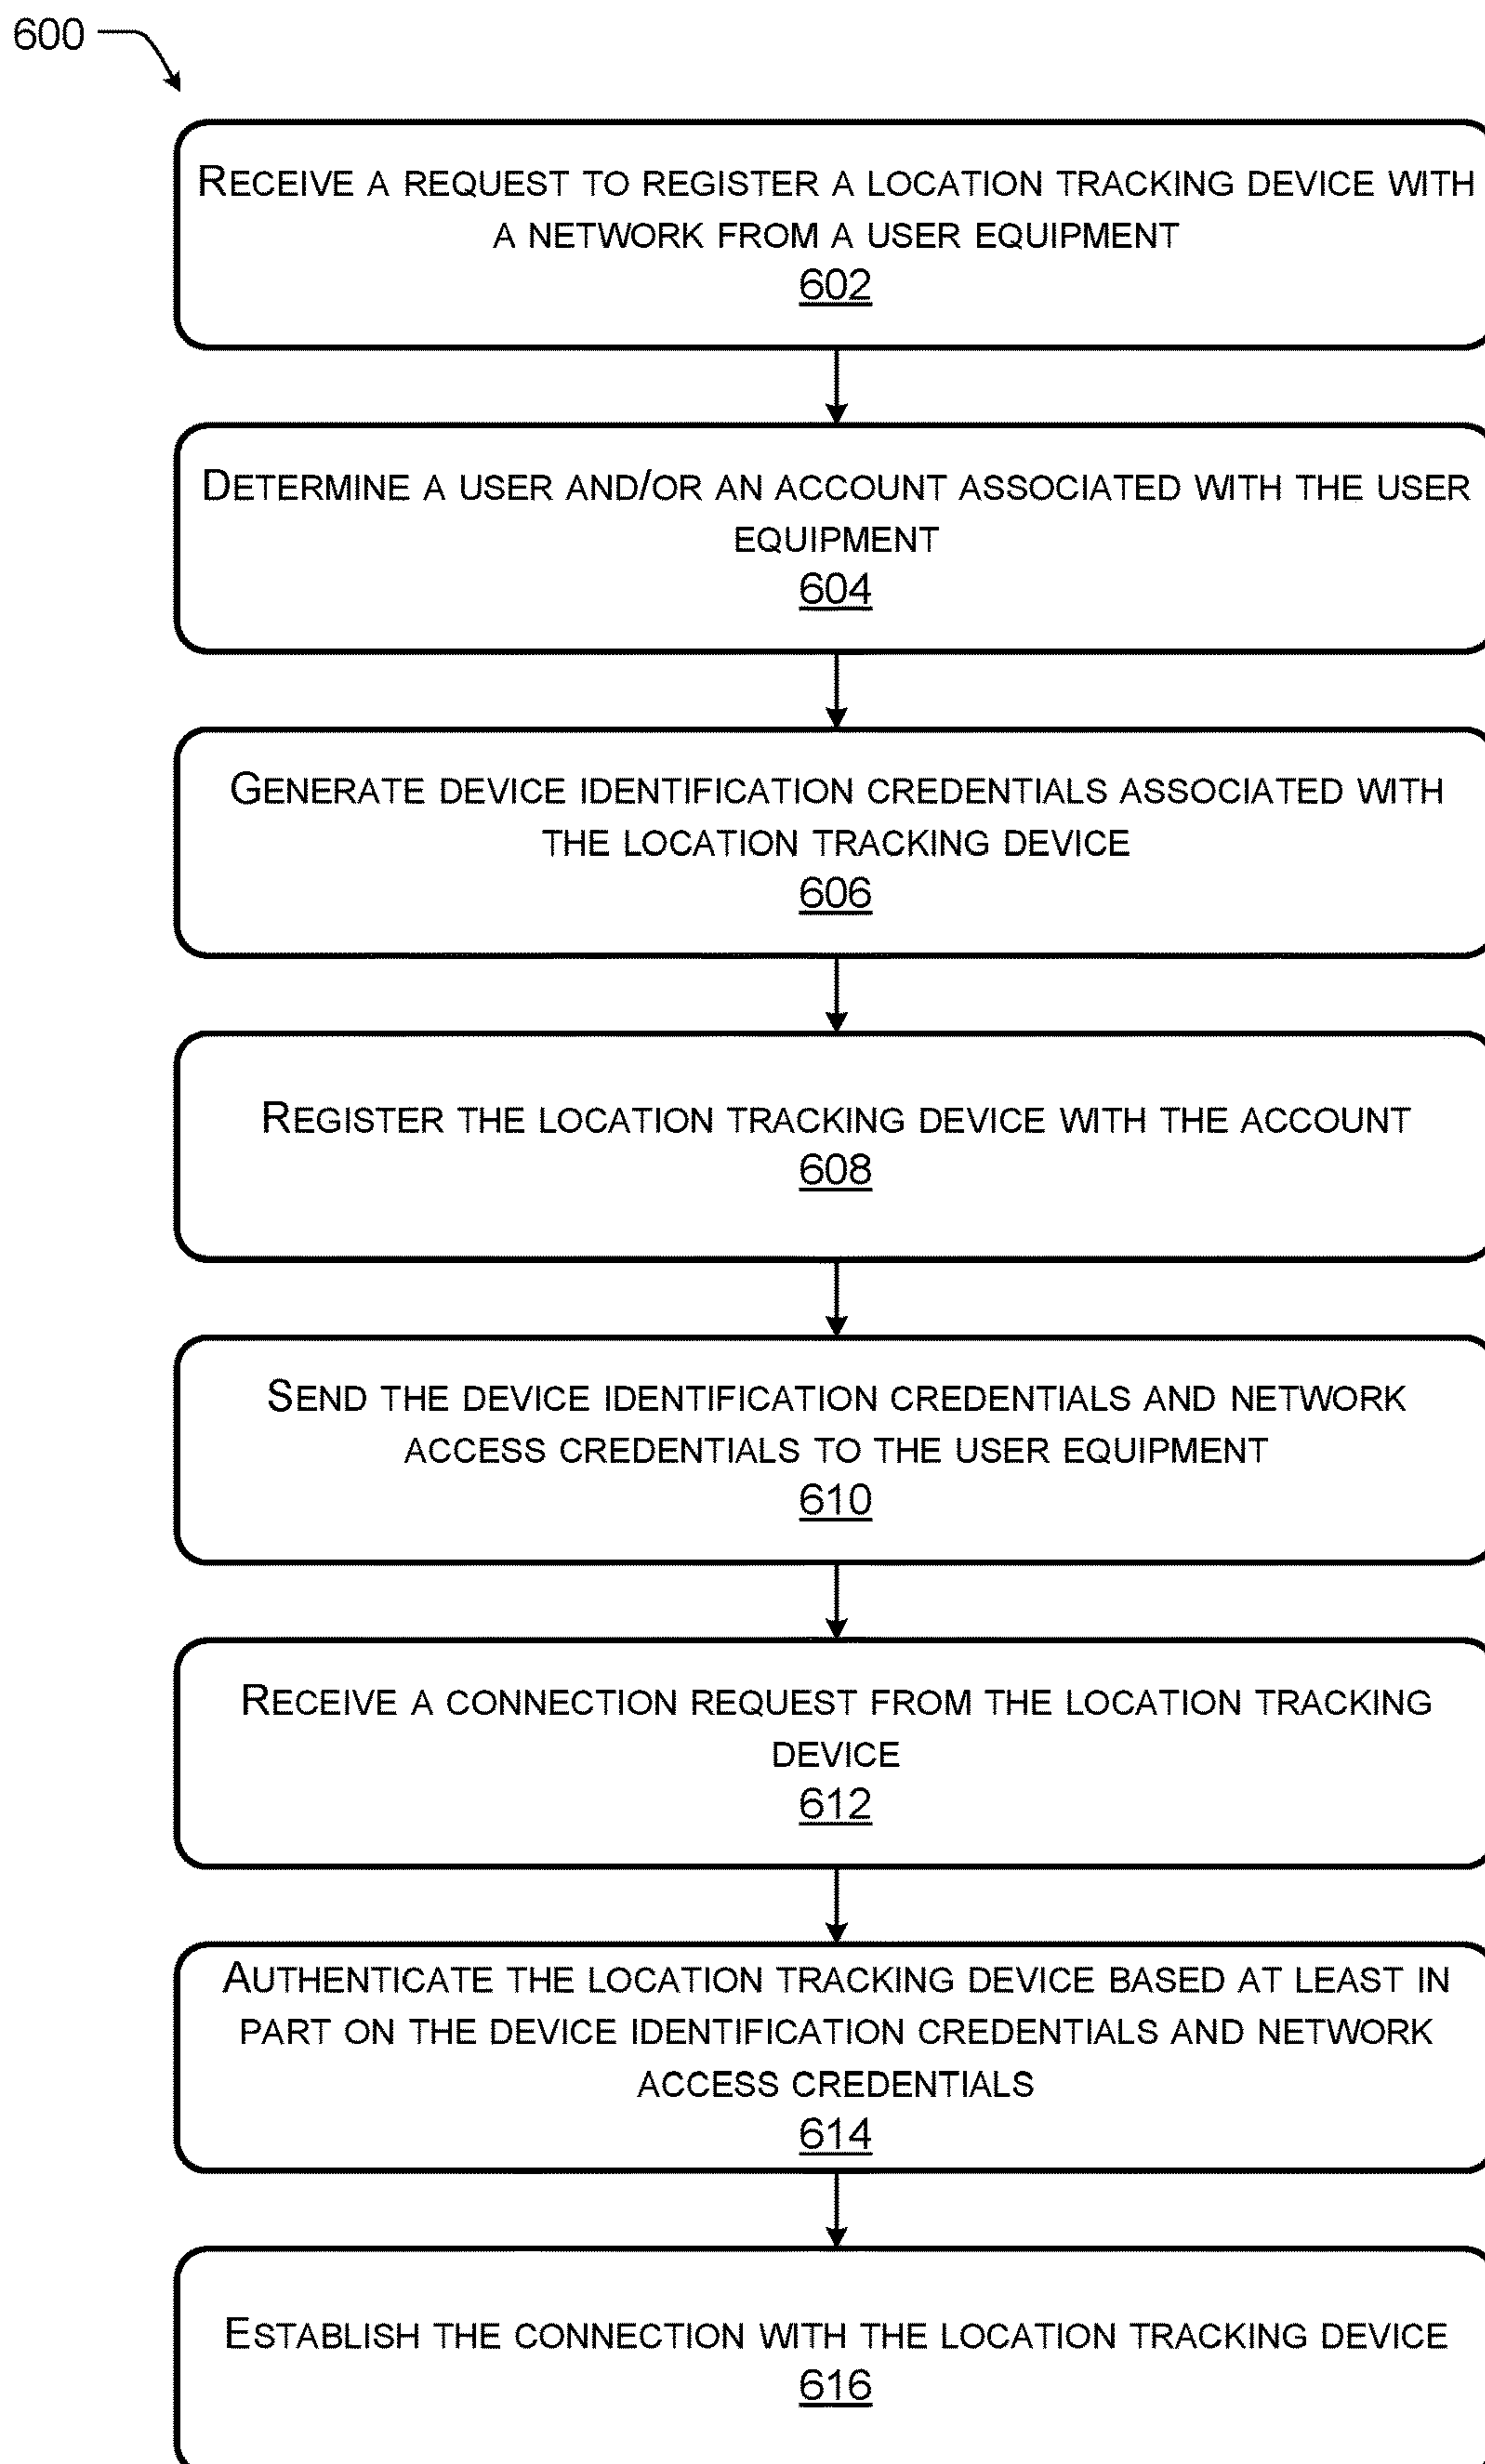 600
RECEIVE A REQUEST TO REGISTER A LOCATION TRACKING DEVICE WITH
A NETWORK FROM A USER EQUIPMENT
602
DETERMINE A USER AND/OR AN ACCOUNT ASSOCIATED WITH THE USER
EQUIPMENT
604
GENERATE DEVICE IDENTIFICATION CREDENTIALS ASSOCIATED WITH
THE LOCATION TRACKING DEVICE
606
REGISTER THE LOCATION TRACKING DEVICE WITH THE ACCOUNT
608
SEND THE DEVICE IDENTIFICATION CREDENTIALS AND NETWORK
ACCESS CREDENTIALS TO THE USER EQUIPMENT
610
RECEIVE A CONNECTION REQUEST FROM THE LOCATION TRACKING
DEVICE
612
AUTHENTICATE THE LOCATION TRACKING DEVICE BASED AT LEAST IN
PART ON THE DEVICE IDENTIFICATION CREDENTIALS AND NETWORK
ACCESS CREDENTIALS
614
ESTABLISH THE CONNECTION WITH THE LOCATION TRACKING DEVICE
616